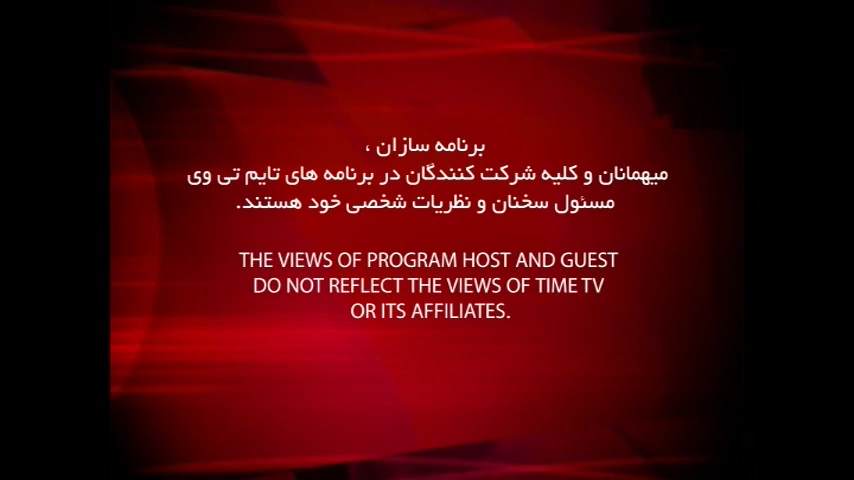 برنامه سازان ،
میهمانان و کلیه شرکت کنندگان در برنامه های تایم تی وی
مسئول سخنان و نظریات شخصی خود هستند.
THE VIEWS OF PROGRAM HOST AND GUEST
DO NOT REFLECT THE VIEWS OF TIME TV
OR ITS AFFILIATES.